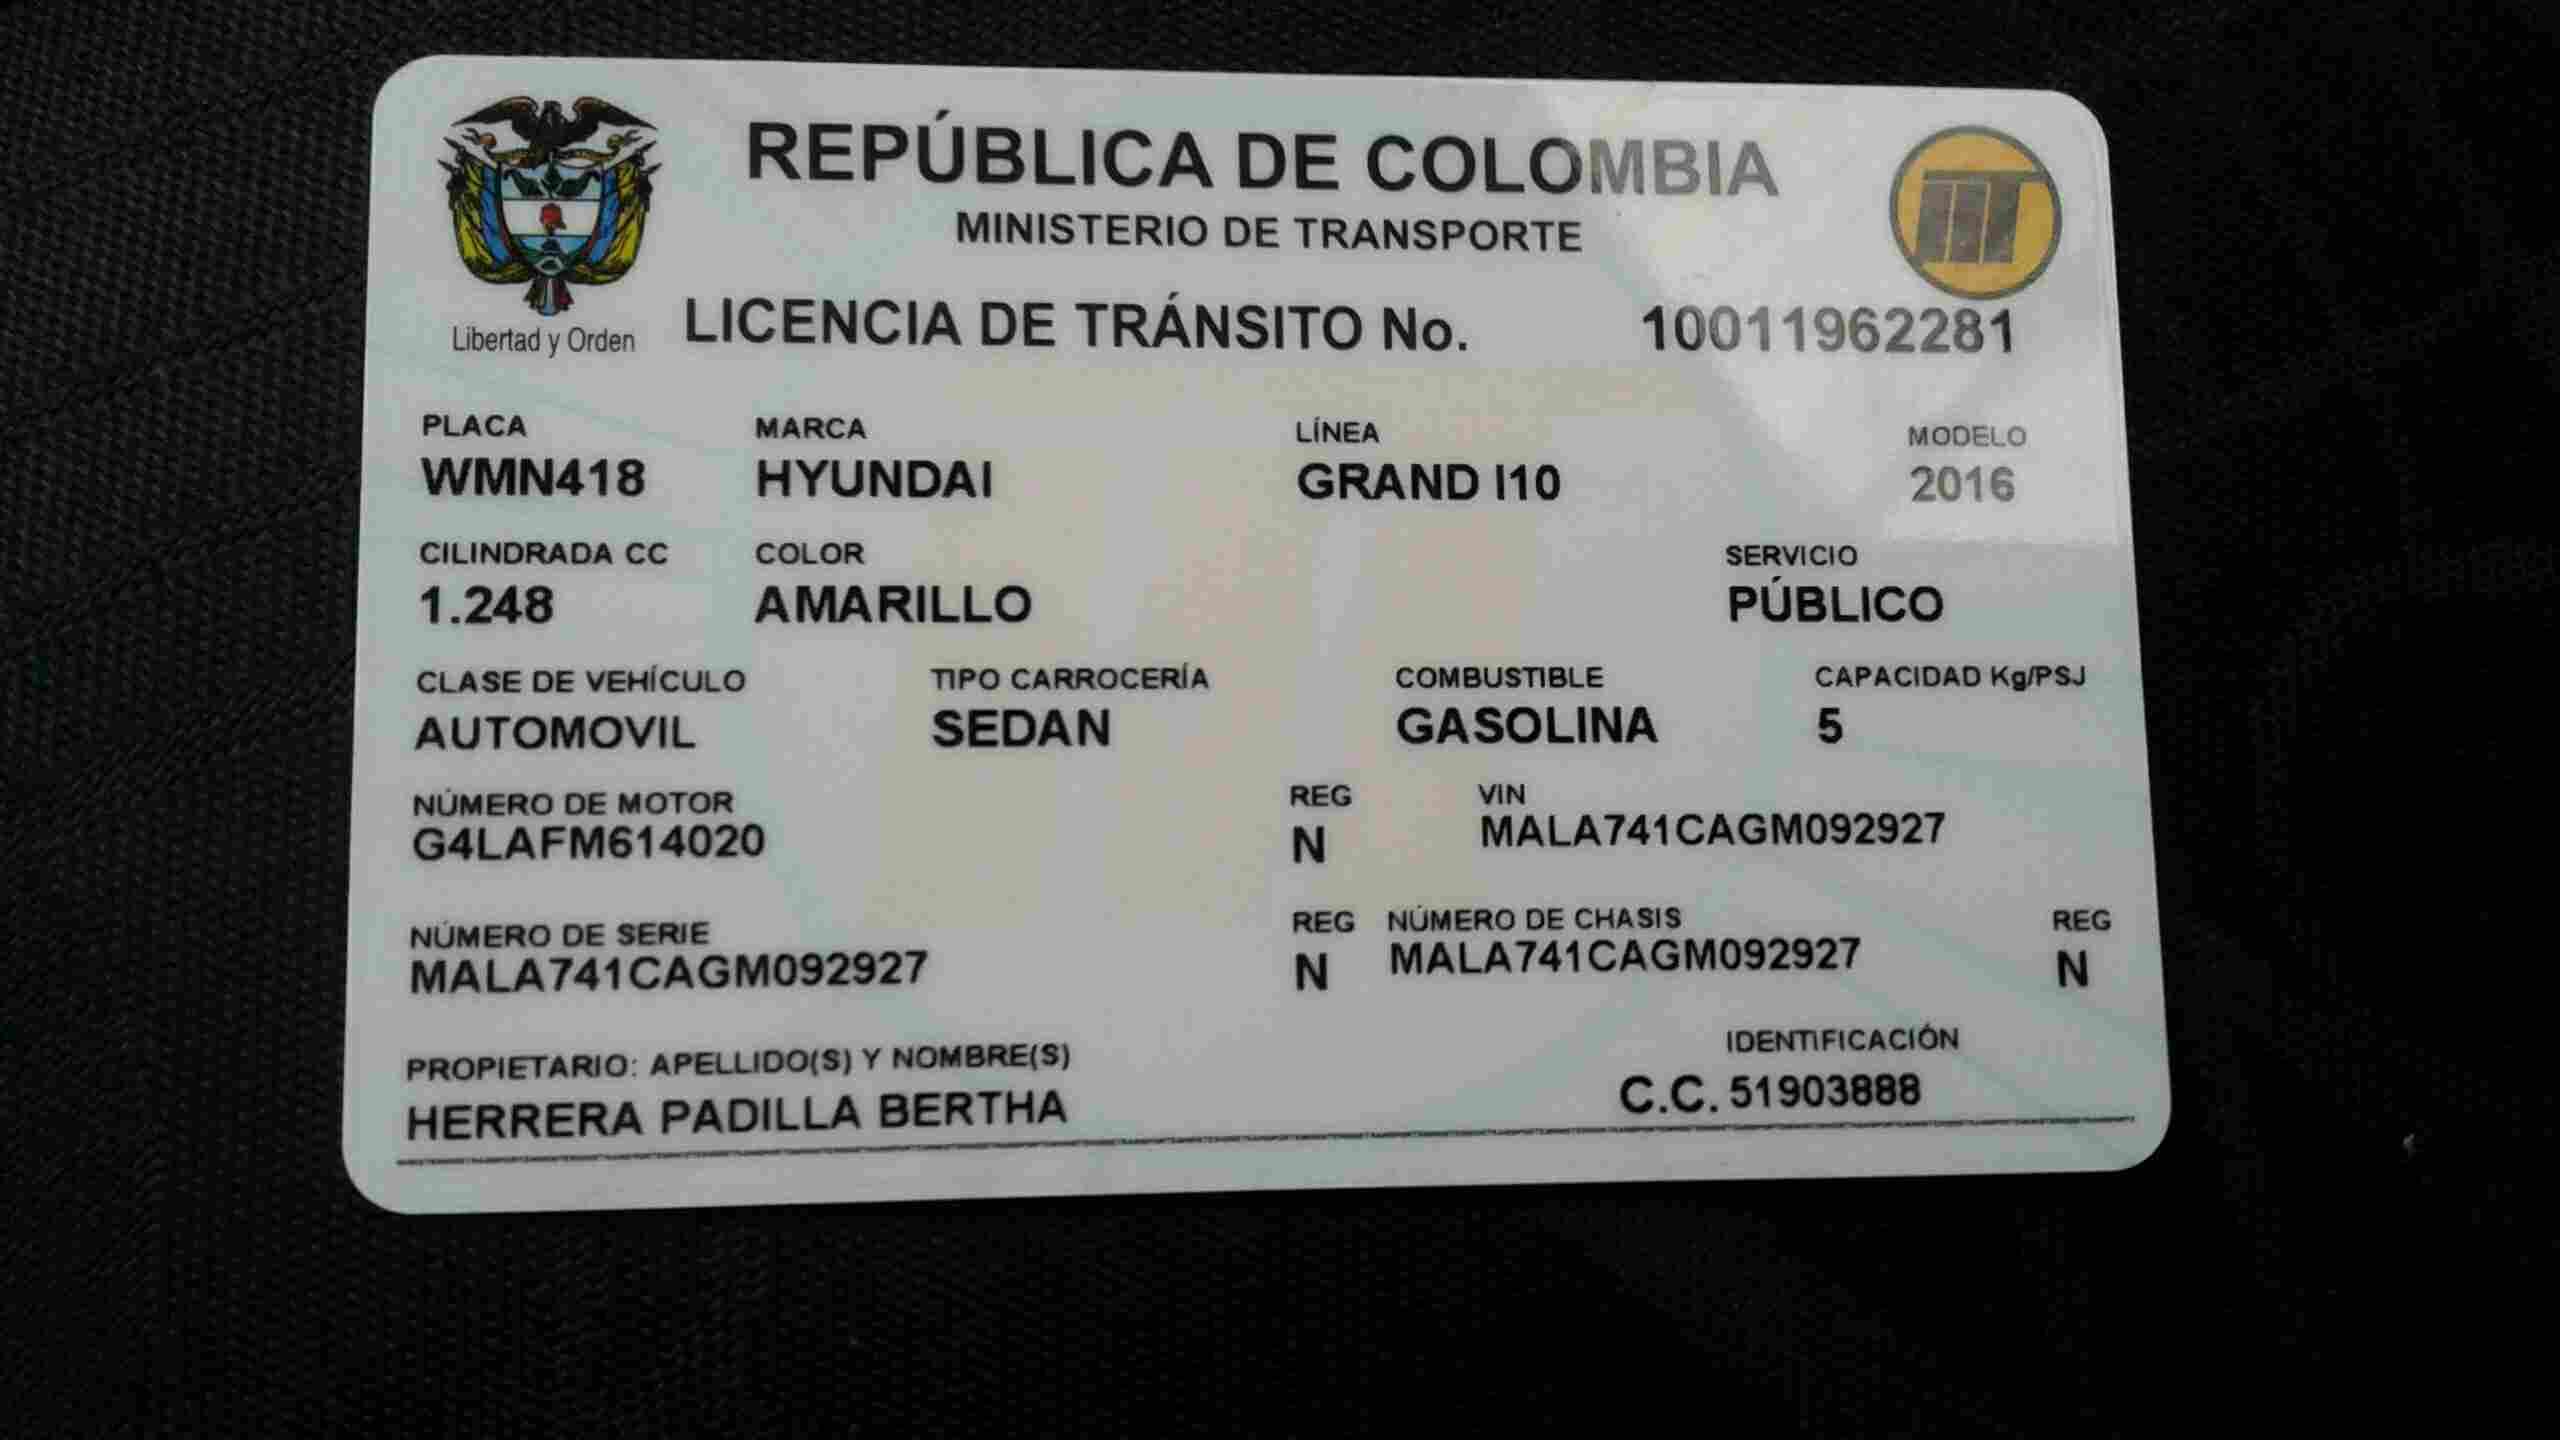 REPÚBLICA DE COLOMBIA
MINISTERIO DE TRANSPORTE
Libertad y Orden
LICENCIA DE TRÁNSITO No. 10011962281
PLACA MARCA LÍNEA MODELO
WMN418 HYUNDAI GRAND I10 2016
CILINDRADA CC COLOR SERVICIO
1.248 AMARILLO PÚBLICO
CLASE DE VEHÍCULO TIPO CARROCERÍA COMBUSTIBLE CAPACIDAD Kg/PSJ
AUTOMOVIL SEDAN GASOLINA 5
NÚMERO DE MOTOR REG VIN
G4LAFM614020 N MALA741CAGM092927
NÚMERO DE SERIE REG NÚMERO DE CHASIS REG
MALA741CAGM092927 N MALA741CAGM092927 N
PROPIETARIO: APELLIDO(S) Y NOMBRE(S) IDENTIFICACIÓN
HERRERA PADILLA BERTHA C.C. 51903888